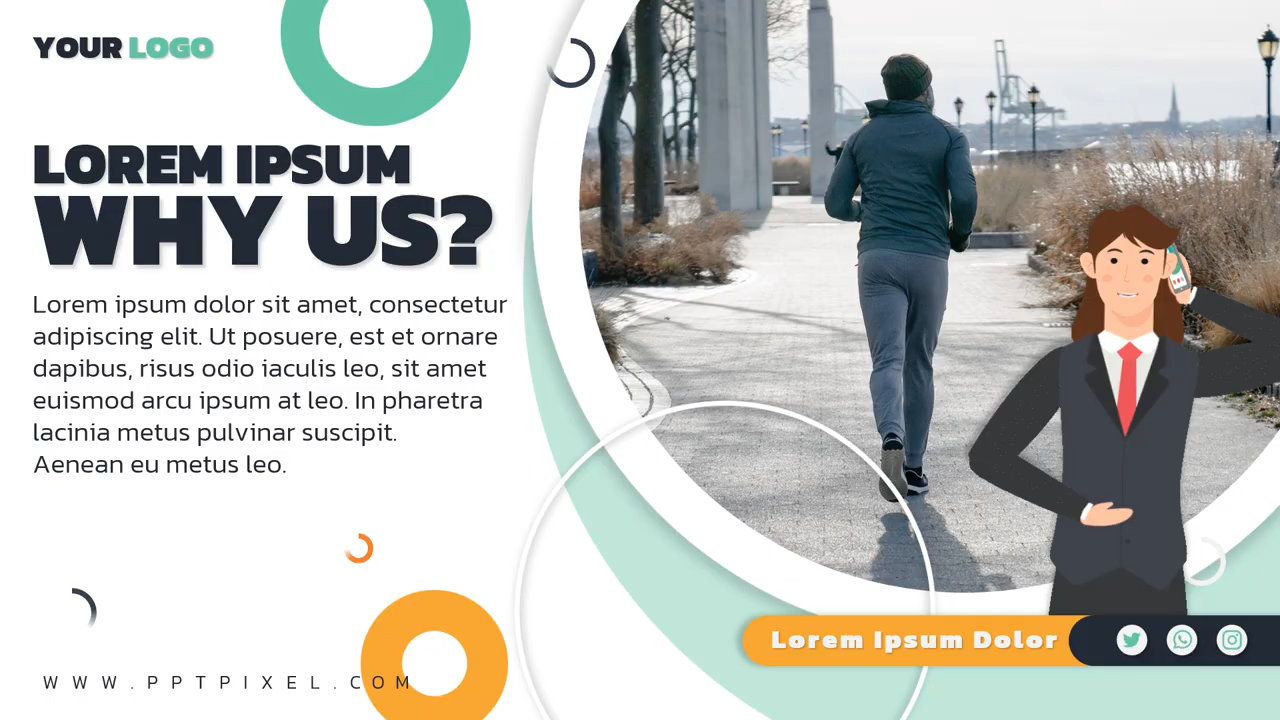 YOUR LOGO
LOREM IPSUM
WHY US?
Lorem ipsum dolor sit amet, consectetur
adipiscing elit. Ut posuere, est et ornare
dapibus, risus odio iaculis leo, sit amet
euismod arcu ipsum at leo. In pharetra
lacinia metus pulvinar suscipit.
Aenean eu metus leo.
Lorem Ipsum Dolor
WWW.PPTPIXEL.COM